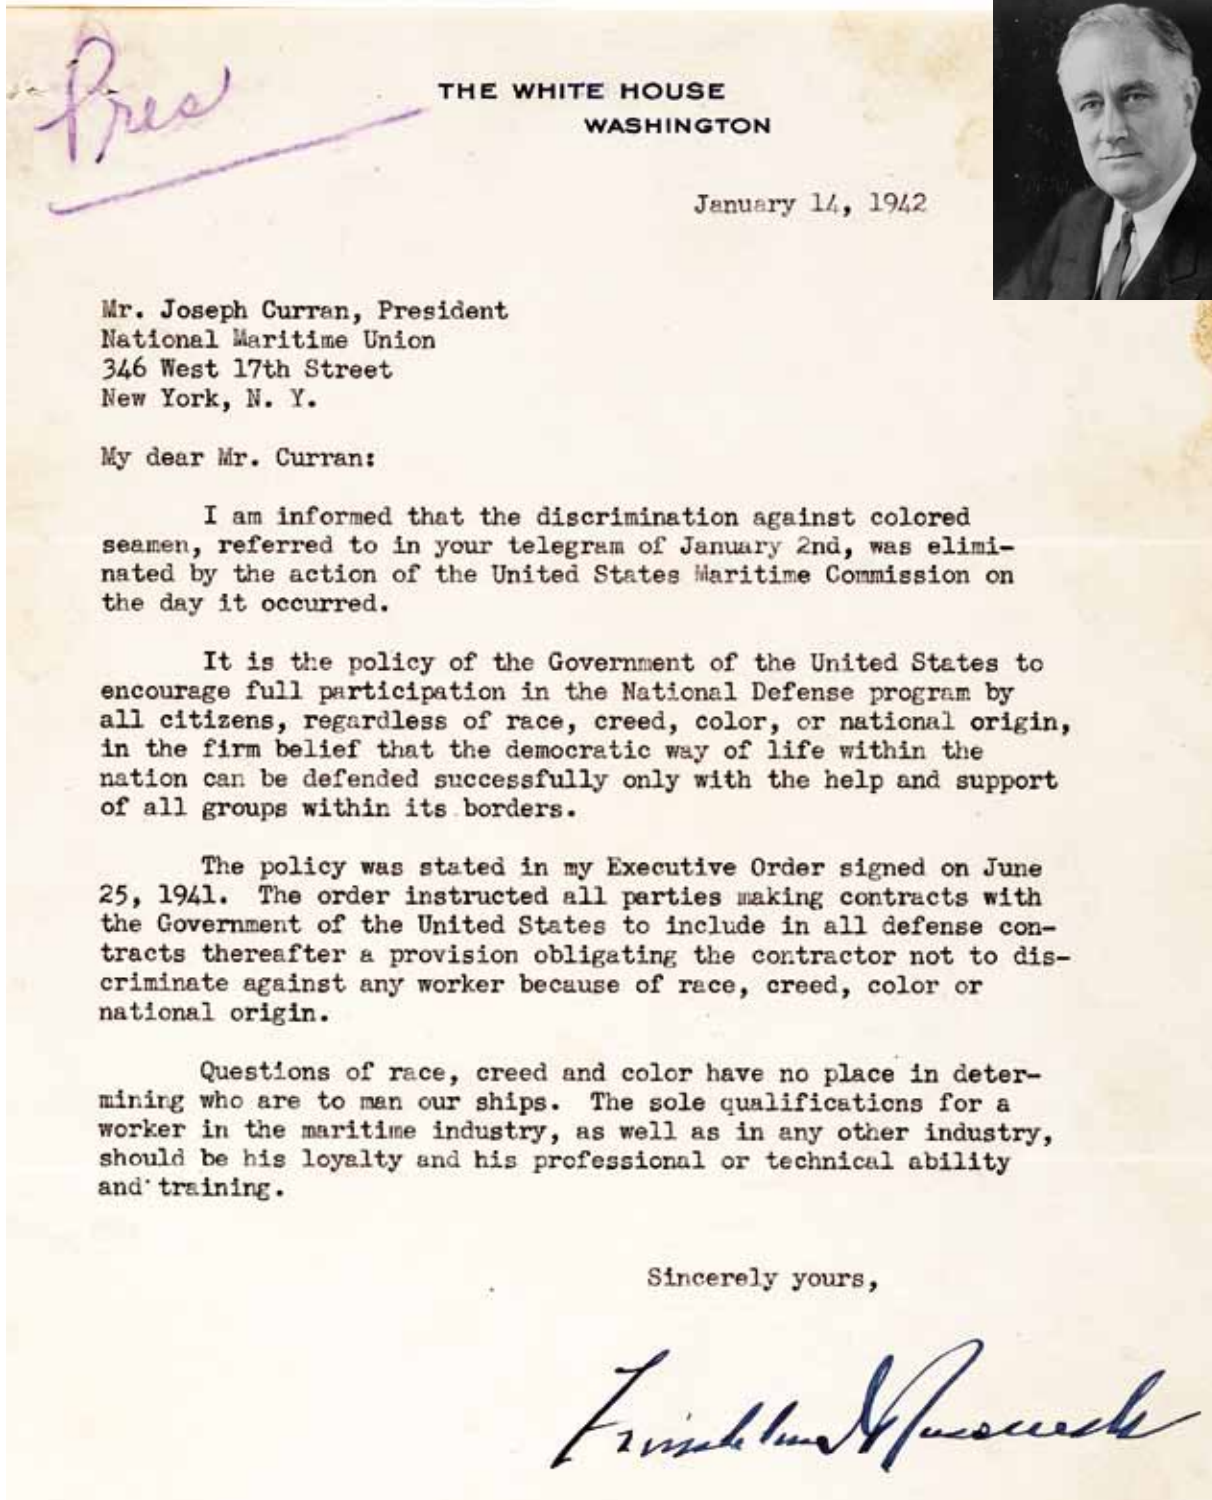 Pres
THE WHITE HOUSE
WASHINGTON
January 14, 1942
Mr. Joseph Curran, President
National Maritime Union
346 West 17th Street
New York, N. Y.
My dear Mr. Curran:
I am informed that the discrimination against colored
seamen, referred to in your telegram of January 2nd, was elimi-
nated by the action of the United States Maritime Commission on
the day it occurred.
It is the policy of the Government of the United States to
encourage full participation in the National Defense program by
all citizens, regardless of race, creed, color, or national origin,
in the firm belief that the democratic way of life within the
nation can be defended successfully only with the help and support
of all groups within its borders.
The policy was stated in my Executive Order signed on June
25, 1941. The order instructed all parties making contracts with
the Government of the United States to include in all defense con-
tracts thereafter a provision obligating the contractor not to dis-
criminate against any worker because of race, creed, color or
national origin.
Questions of race, creed and color have no place in deter-
mining who are to man our ships. The sole qualifications for a
worker in the maritime industry, as well as in any other industry,
should be his loyalty and his professional or technical ability
and training.
Sincerely yours,
Franklin D Roosevelt